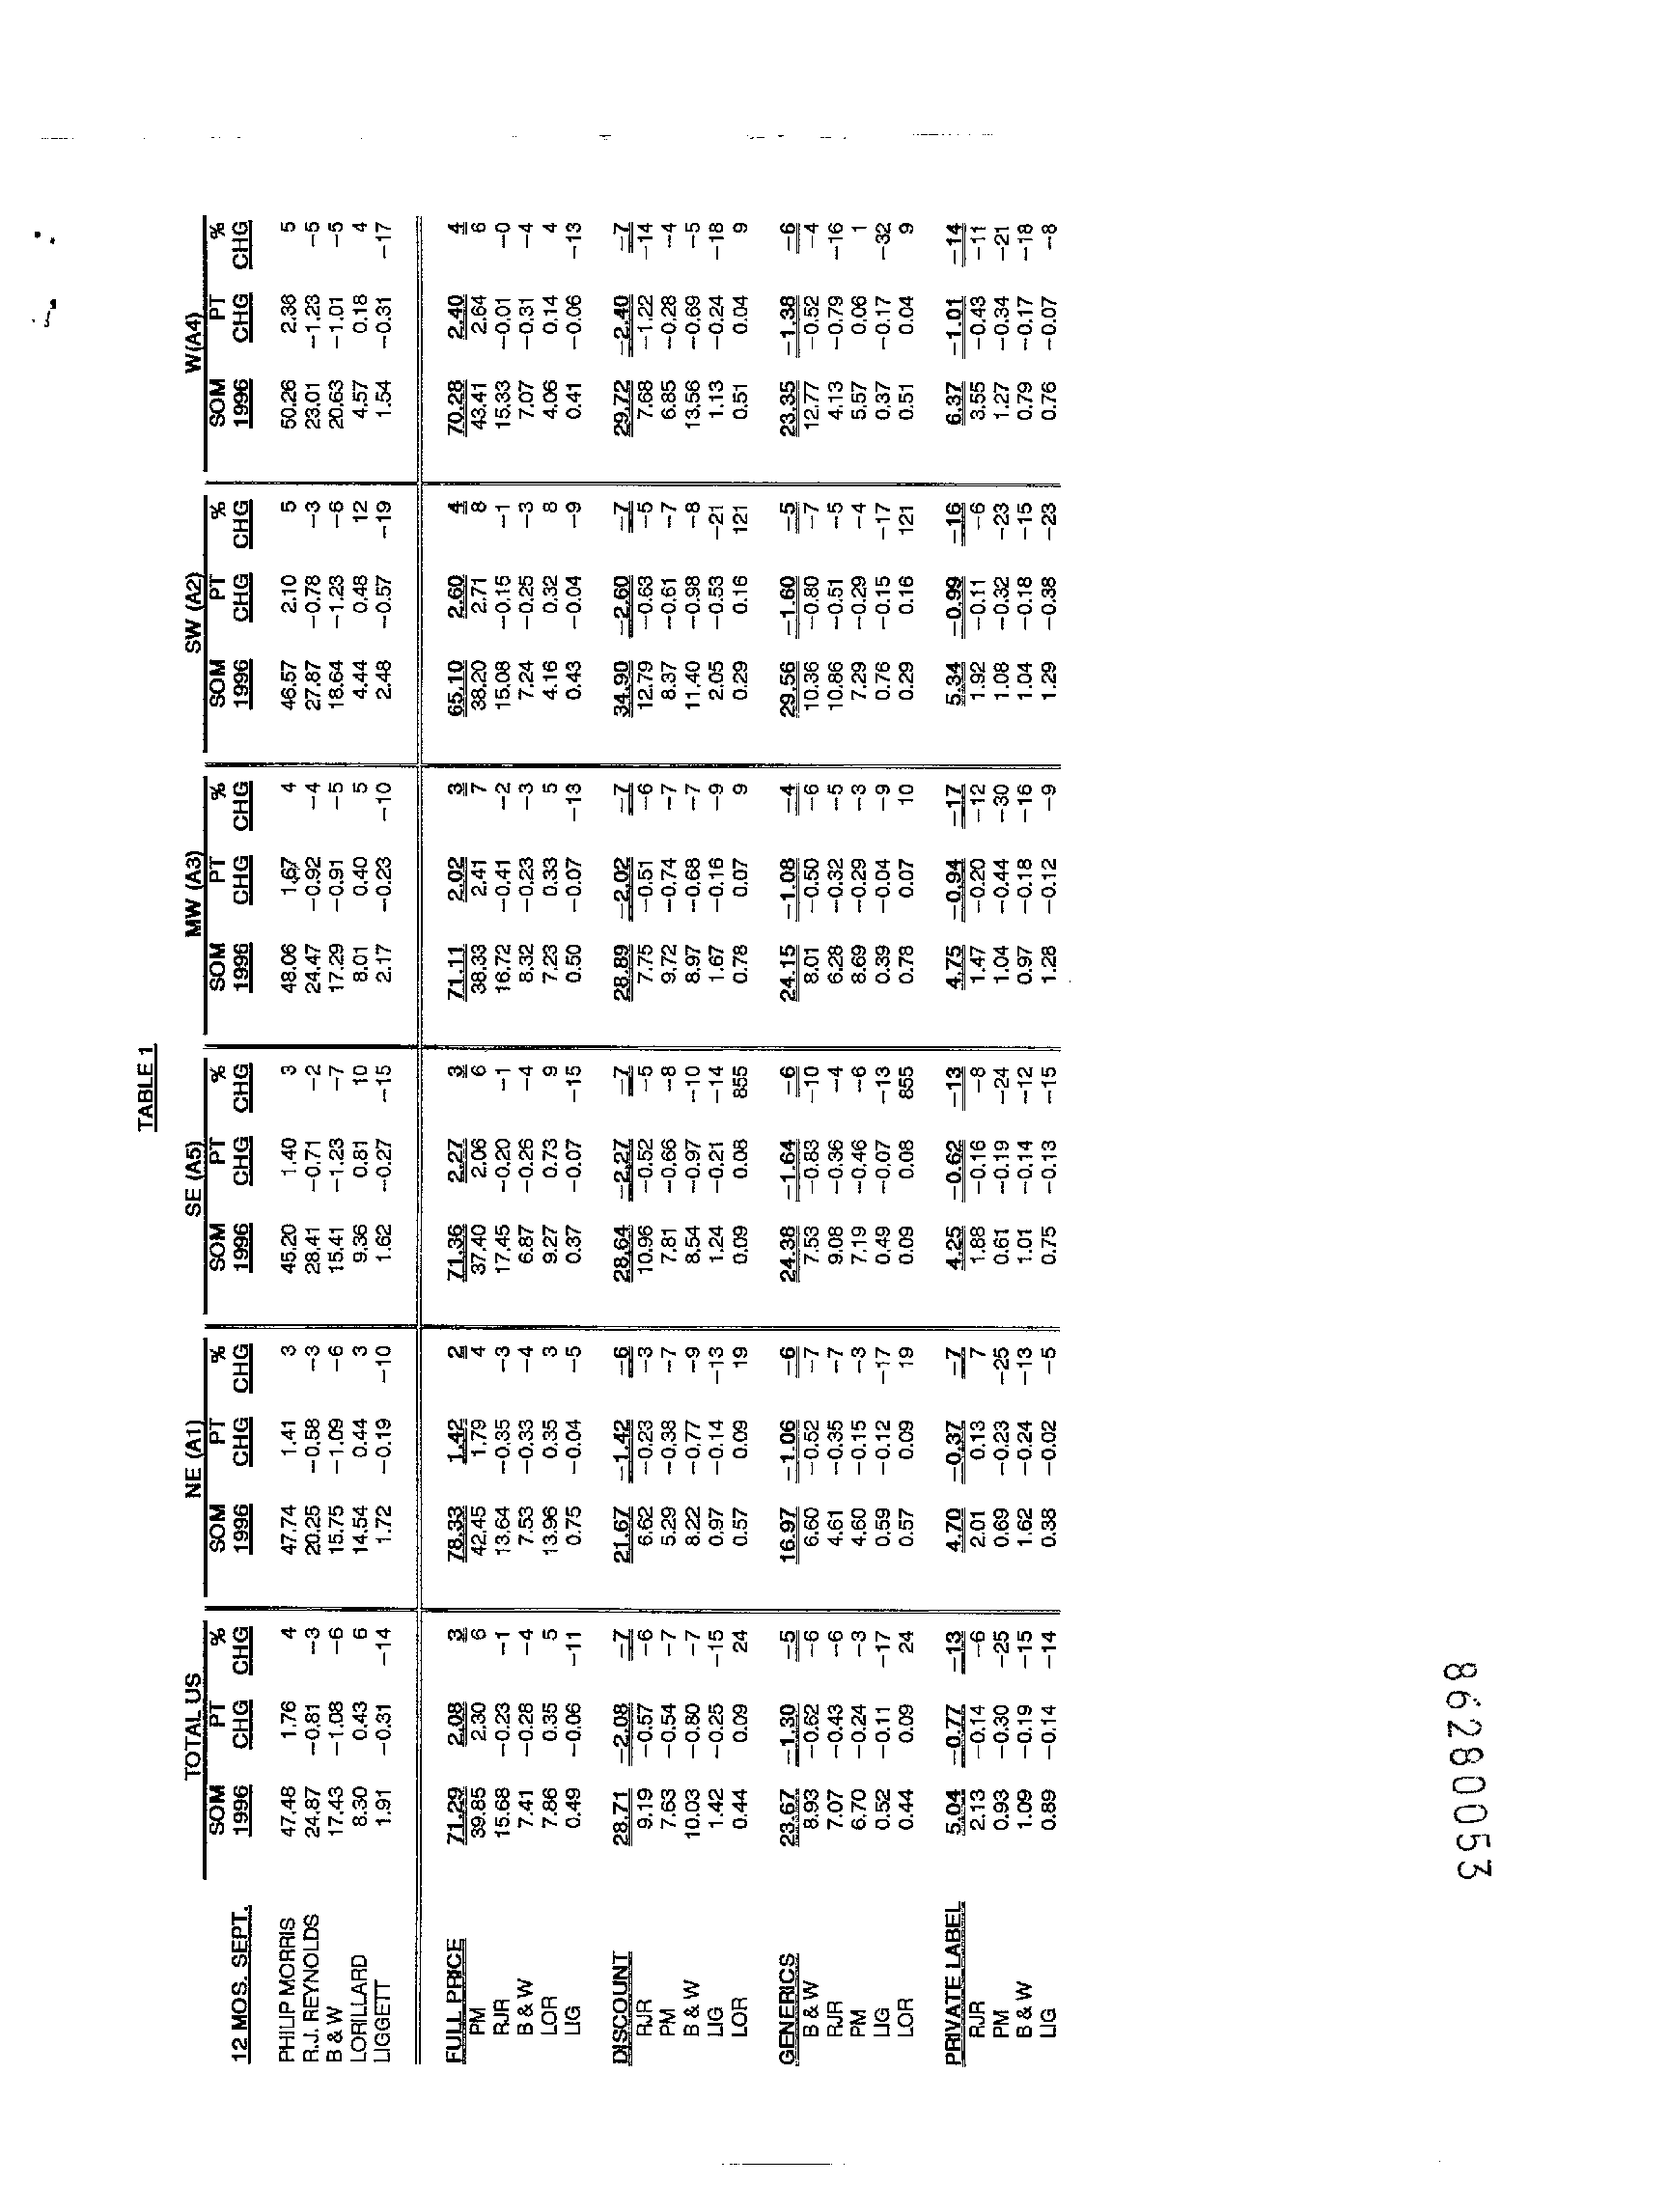 TABLE 1
TOTAL US NE (A1) SE (A5) MW (A3) SW (A2) W(A4)
SOM PT % SOM PT % SOM PT % SOM PT % SOM PT % SOM PT %
12 MOS. SEPT. 1996 CHG CHG 1996 CHG CHG 1996 CHG CHG 1996 CHG CHG 1996 CHG CHG 1996 CHG CHG
PHILIP MORRIS 47.48 1.76 4 47.74 1.41 3 45.20 1.40 3 48.06 1.67 4 46.57 2.10 5 50.26 2.36 5
R.J. REYNOLDS 24.87 -0.81 -3 20.25 -0.58 -3 28.41 -0.71 -2 24.47 -0.92 -4 27.87 -0.78 -3 23.01 -1.23 -5
B & W 17.43 -1.08 -6 15.75 -1.09 -6 15.41 -1.23 -7 17.29 -0.91 -5 18.64 -1.23 -6 20.63 -1.01 -5
LORILLARD 8.30 0.43 6 14.54 0.44 3 9.36 0.81 10 8.01 0.40 5 4.44 0.48 12 4.57 0.18 4
LIGGETT 1.91 -0.31 -14 1.72 -0.19 -10 1.62 -0.27 -15 2.17 -0.23 -10 2.48 -0.57 -19 1.54 -0.31 -17
FULL PRICE 71.29 2.08 3 78.33 1.42 2 71.36 2.27 3 71.11 2.02 3 65.10 2.60 4 70.28 2.40 4
PM 39.85 2.30 6 42.45 1.79 4 37.40 2.06 6 38.33 2.41 7 38.20 2.71 8 43.41 2.64 6
RJR 15.68 -0.23 -1 13.64 -0.35 -3 17.45 -0.20 -1 16.72 -0.41 -2 15.08 -0.15 -1 15.33 -0.01 -0
B & W 7.41 -0.28 -4 7.53 -0.33 -4 6.87 -0.26 -4 8.32 -0.23 -3 7.24 -0.25 -3 7.07 -0.31 -4
LOR 7.86 0.35 5 13.96 0.35 3 9.27 0.73 9 7.23 0.33 5 4.16 0.32 8 4.06 0.14 4
LIG 0.49 -0.06 -11 0.75 -0.04 -5 0.37 -0.07 -15 0.50 -0.07 -13 0.43 -0.04 -9 0.41 -0.06 -13
DISCOUNT 28.71 -2.08 -7 21.67 -1.42 -6 28.64 -2.27 -7 28.89 -2.02 -7 34.90 -2.60 -7 29.72 -2.40 -7
RJR 9.19 -0.57 -6 6.62 -0.23 -3 10.96 -0.52 -5 7.75 -0.51 -6 12.79 -0.63 -5 7.68 -1.22 -14
PM 7.63 -0.54 -7 5.29 -0.38 -7 7.81 -0.66 -8 9.72 -0.74 -7 8.37 -0.61 -7 6.85 -0.28 -4
B & W 10.03 -0.80 -7 8.22 -0.77 -9 8.54 -0.97 -10 8.97 -0.68 -7 11.40 -0.98 -8 13.56 -0.69 -5
LIG 1.42 -0.25 -15 0.97 -0.14 -13 1.24 -0.21 -14 1.67 -0.16 -9 2.05 -0.53 -21 1.13 -0.24 -18
LOR 0.44 0.09 24 0.57 0.09 19 0.09 0.08 855 0.78 0.07 9 0.29 0.16 121 0.51 0.04 9
GENERICS 23.67 -1.30 -5 16.97 -1.06 -6 24.38 -1.64 -6 24.15 -1.08 -4 29.56 -1.60 -5 23.35 -1.38 -6
B & W 8.93 -0.62 -6 6.60 -0.52 -7 7.53 -0.83 -10 8.01 -0.50 -6 10.36 -0.80 -7 12.77 -0.52 -4
RJR 7.07 -0.43 -6 4.61 -0.35 -7 9.08 -0.36 -4 6.28 -0.32 -5 10.86 -0.51 -5 4.13 -0.79 -16
PM 6.70 -0.24 -3 4.60 -0.15 -3 7.19 -0.46 -6 8.69 -0.29 -3 7.29 -0.29 -4 5.57 0.06 1
LIG 0.52 -0.11 -17 0.59 -0.12 -17 0.49 -0.07 -13 0.39 -0.04 -9 0.76 -0.15 -17 0.37 -0.17 -32
LOR 0.44 0.09 24 0.57 0.09 19 0.09 0.08 855 0.78 0.07 10 0.29 0.16 121 0.51 0.04 9
PRIVATE LABEL 5.04 -0.77 -13 4.70 -0.37 -7 4.25 -0.62 -13 4.75 -0.94 -17 5.34 -0.99 -16 6.37 -1.01 -14
RJR 2.13 -0.14 -6 2.01 0.13 7 1.88 -0.16 -8 1.47 -0.20 -12 1.92 -0.11 -6 3.55 -0.43 -11
PM 0.93 -0.30 -25 0.69 -0.23 -25 0.61 -0.19 -24 1.04 -0.44 -30 1.08 -0.32 -23 1.27 -0.34 -21
B & W 1.09 -0.19 -15 1.62 -0.24 -13 1.01 -0.14 -12 0.97 -0.18 -16 1.04 -0.18 -15 0.79 -0.17 -18
LIG 0.89 -0.14 -14 0.38 -0.02 -5 0.75 -0.13 -15 1.28 -0.12 -9 1.29 -0.38 -23 0.76 -0.07 -8
86280053